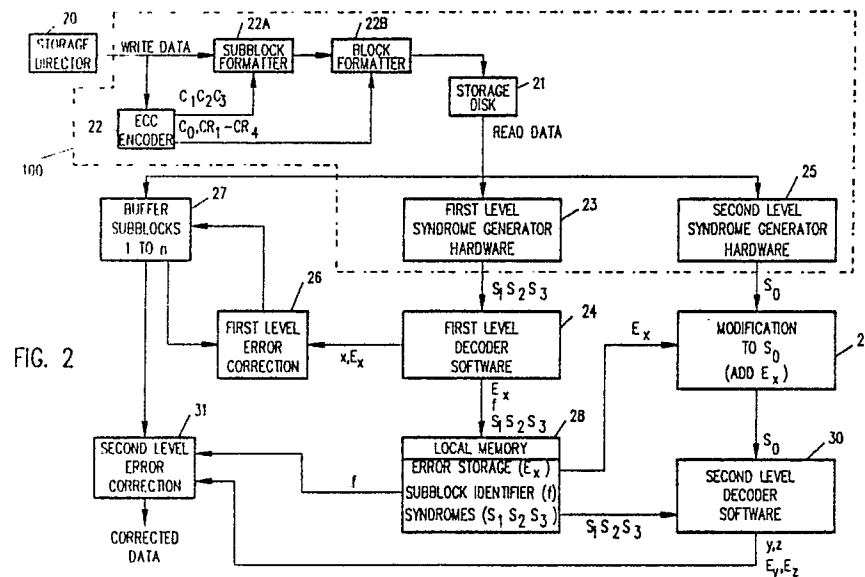 20
STORAGE
DIRECTOR
WRITE DATA
22A
SUBBLOCK
FORMATTER
22B
BLOCK
FORMATTER
21
STORAGE
DISK
C1C2C3
22
ECC
ENCODER
C0,CR1-CR4
READ DATA
100
27
BUFFER
SUBBLOCKS
1 TO n
23
FIRST LEVEL
SYNDROME GENERATOR
HARDWARE
25
SECOND LEVEL
SYNDROME GENERATOR
HARDWARE
S1S2S3
S0
26
FIRST LEVEL
ERROR
CORRECTION
x,Ex
24
FIRST LEVEL
DECODER
SOFTWARE
Ex
2
MODIFICATION
TO S0
(ADD Ex)
FIG. 2
Ex
f
S1S2S3
S0
31
SECOND LEVEL
ERROR
CORRECTION
f
28
LOCAL MEMORY
ERROR STORAGE (Ex)
SUBBLOCK IDENTIFIER (f)
SYNDROMES (S1S2S3)
S1S2S3
30
SECOND LEVEL
DECODER
SOFTWARE
CORRECTED
DATA
y,z
Ey,Ez